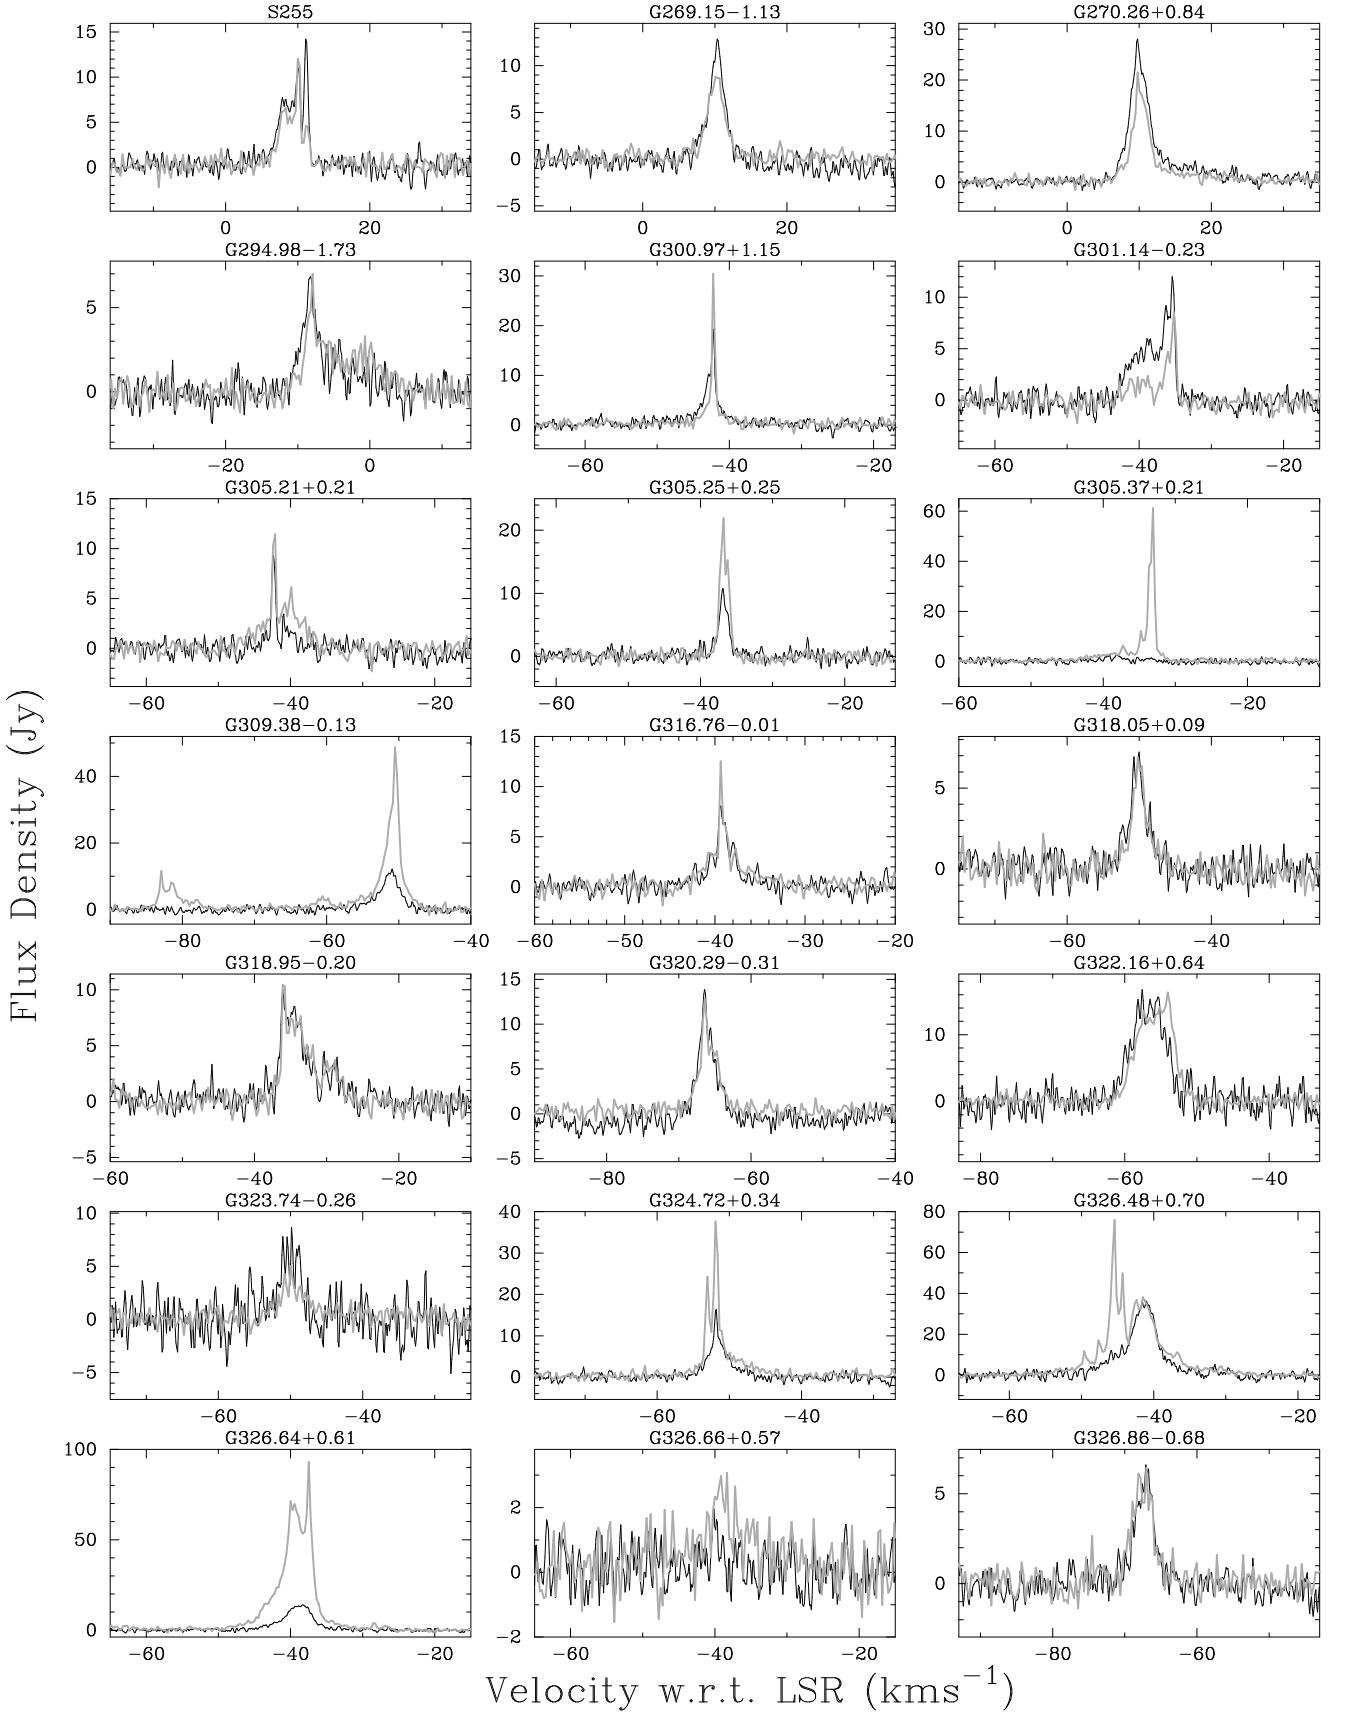 S255 G269.15−1.13 G270.26+0.84
15 10 5 0
10 5 0 −5
30 20 10 0
0 20 0 20 0 20
G294.98−1.73 G300.97+1.15 G301.14−0.23
5 0
30 20 10 0
10 5 0
−20 0 −60 −40 −20 −60 −40 −20
G305.21+0.21 G305.25+0.25 G305.37+0.21
15 10 5 0
20 10 0
60 40 20 0
−60 −40 −20 −60 −40 −20 −60 −40 −20
G309.38−0.13 G316.76−0.01 G318.05+0.09
40 20 0
15 10 5 0
5 0
−80 −60 −40 −60 −50 −40 −30 −20 −60 −40
G318.95−0.20 G320.29−0.31 G322.16+0.64
10 5 0 −5
15 10 5 0 −5
10 0
−60 −40 −20 −80 −60 −40 −80 −60 −40
G323.74−0.26 G324.72+0.34 G326.48+0.70
10 5 0 −5
40 30 20 10 0
80 60 40 20 0
−60 −40 −60 −40 −60 −40 −20
G326.64+0.61 G326.66+0.57 G326.86−0.68
100 50 0
2 0 −2
5 0
−60 −40 −20 −60 −40 −20 −80 −60
Flux Density (Jy)
Velocity w.r.t. LSR (kms−1)